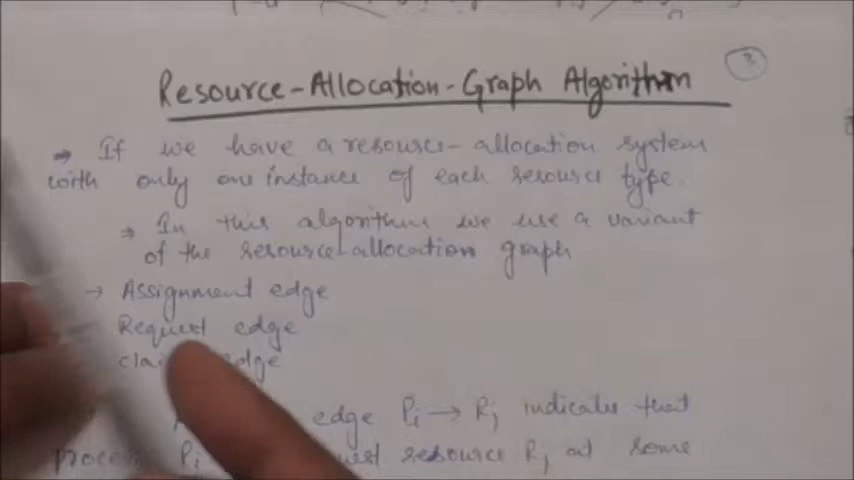 3
Resource-Allocation-Graph Algorithm
→ If we have a resource-allocation system
with only one instance of each resource type.
→ In this algorithm we use a variant
of the resource-allocation graph
→ Assignment edge
Request edge
edge
edge Pi → Rj indicates that
Pi resource Rj at some